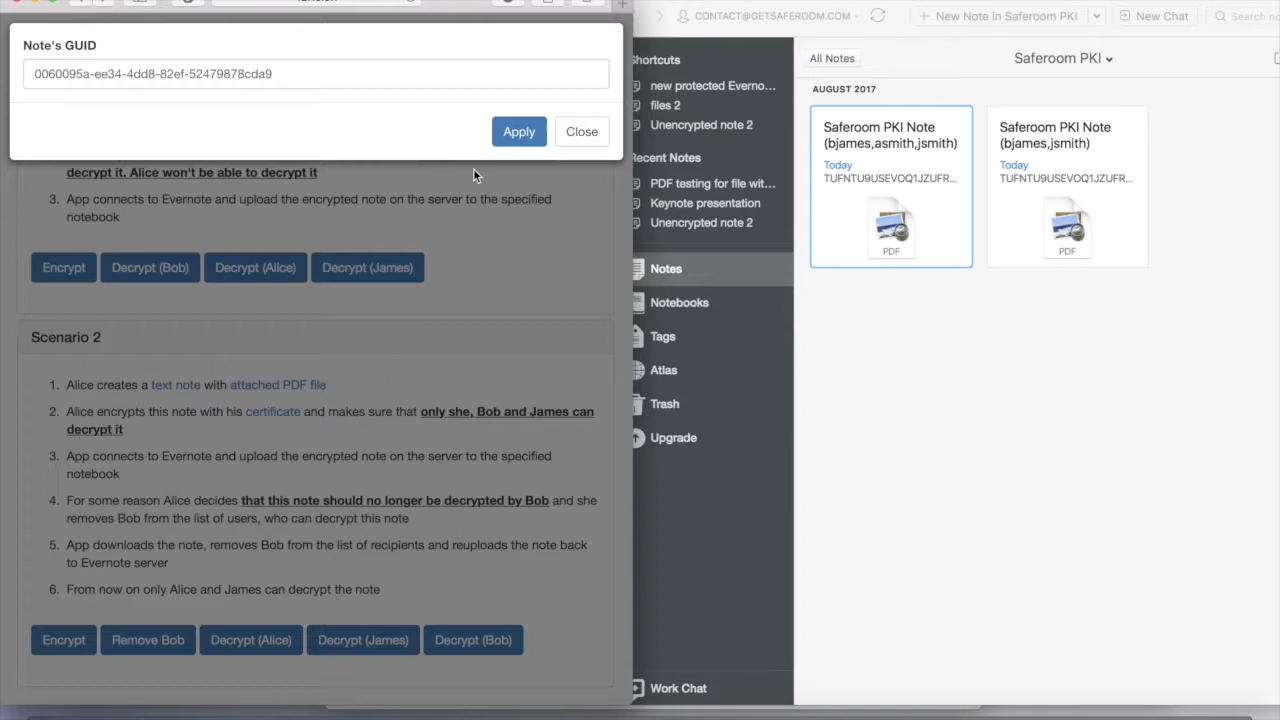 Note's GUID
0060095a-ee34-4dd8-82ef-52479878cda9
Apply
Close
decrypt it. Alice won't be able to decrypt it
3. App connects to Evernote and upload the encrypted note on the server to the specified
notebook
Encrypt
Decrypt (Bob)
Decrypt (Alice)
Decrypt (James)
Scenario 2
1. Alice creates a text note with attached PDF file
2. Alice encrypts this note with his certificate and makes sure that only she, Bob and James can
decrypt it
3. App connects to Evernote and upload the encrypted note on the server to the specified
notebook
4. For some reason Alice decides that this note should no longer be decrypted by Bob and she
removes Bob from the list of users, who can decrypt this note
5. App downloads the note, removes Bob from the list of recipients and reuploads the note back
to Evernote server
6. From now on only Alice and James can decrypt the note
Encrypt
Remove Bob
Decrypt (Alice)
Decrypt (James)
Decrypt (Bob)
CONTACT@GETSAFEROOM.COM
+ New Note in Saferoom PKI
New Chat
Search no
Shortcuts
new protected Everno...
files 2
Unencrypted note 2
Recent Notes
PDF testing for file wit...
Keynote presentation
Unencrypted note 2
Notes
Notebooks
Tags
Atlas
Trash
Upgrade
Work Chat
All Notes
Saferoom PKI
AUGUST 2017
Saferoom PKI Note
(bjames,asmith,jsmith)
Today
TUFNTU9USEVOQ1JZUFR...
PDF
Saferoom PKI Note
(bjames,jsmith)
Today
TUFNTU9USEVOQ1JZUFR...
PDF